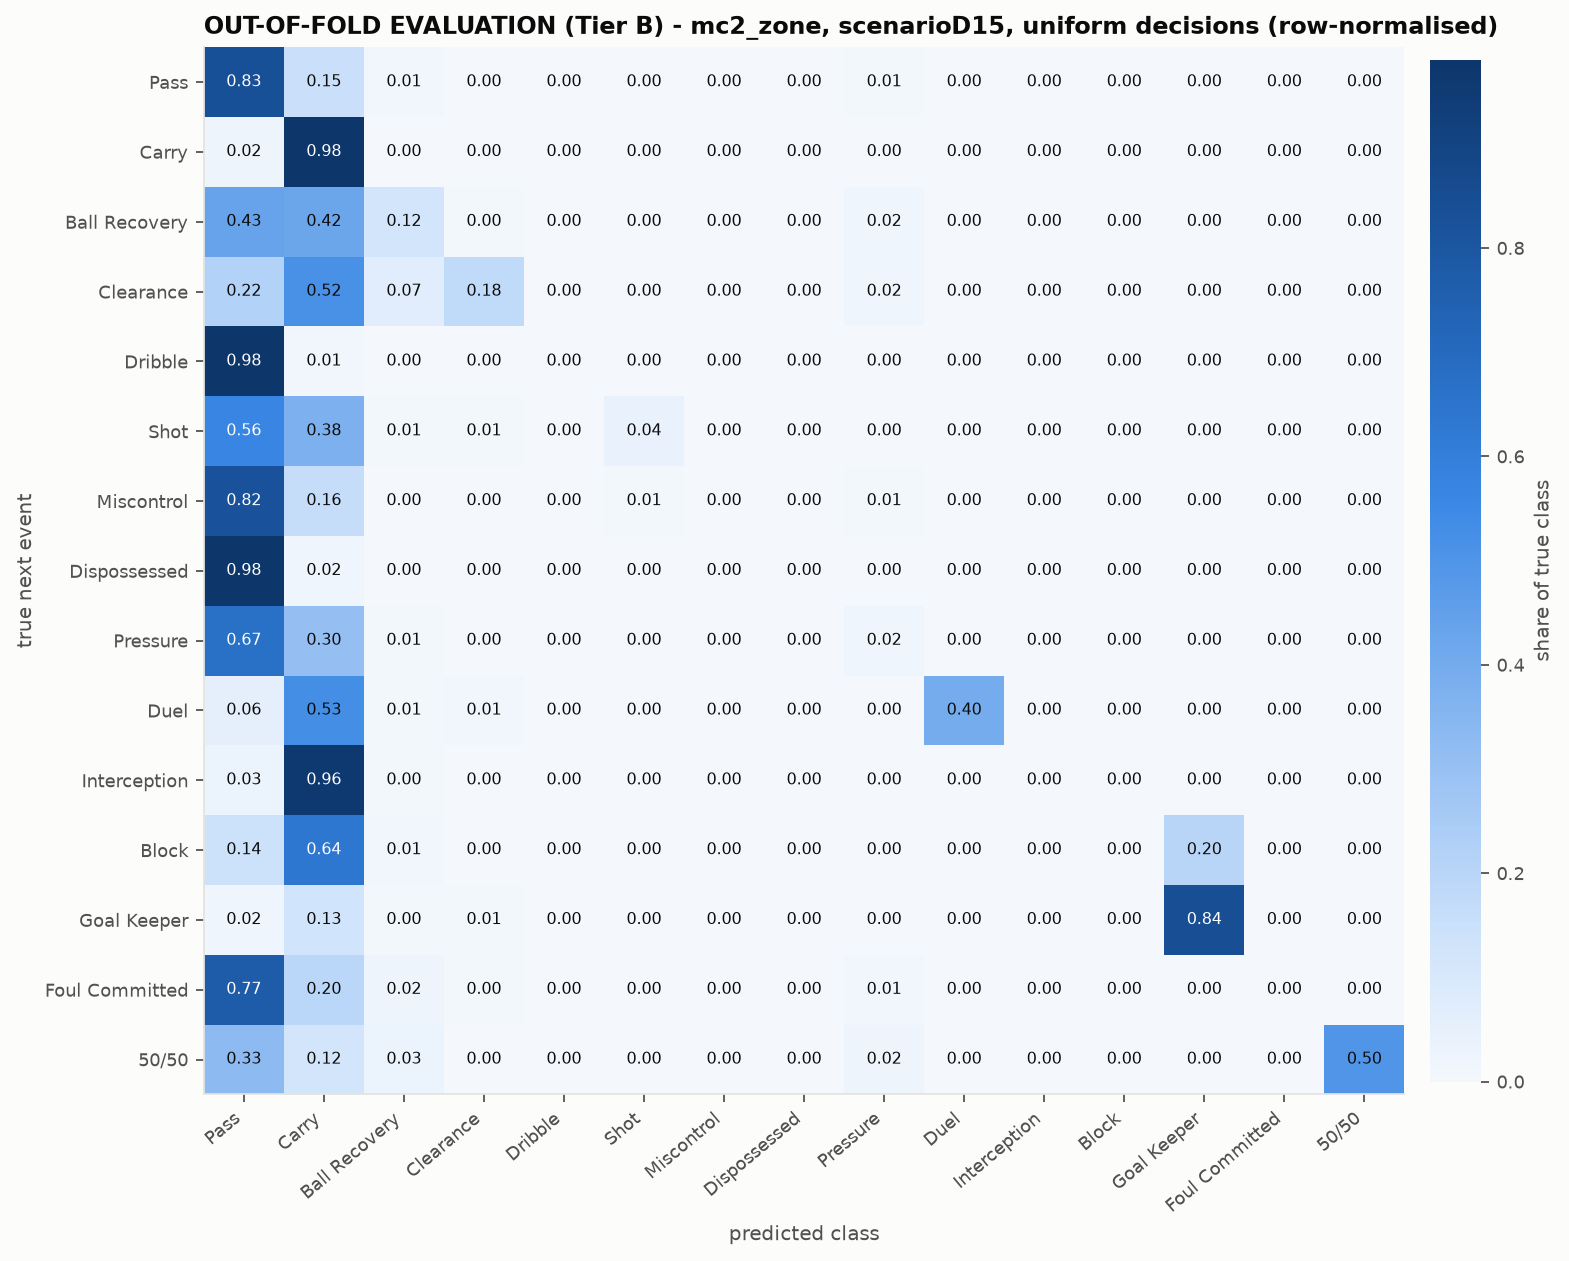 OUT-OF-FOLD EVALUATION (Tier B) - mc2_zone, scenarioD15, uniform decisions (row-normalised)
Pass 0.83 0.15 0.01 0.00 0.00 0.00 0.00 0.00 0.01 0.00 0.00 0.00 0.00 0.00 0.00
Carry 0.02 0.98 0.00 0.00 0.00 0.00 0.00 0.00 0.00 0.00 0.00 0.00 0.00 0.00 0.00
Ball Recovery 0.43 0.42 0.12 0.00 0.00 0.00 0.00 0.00 0.02 0.00 0.00 0.00 0.00 0.00 0.00
Clearance 0.22 0.52 0.07 0.18 0.00 0.00 0.00 0.00 0.02 0.00 0.00 0.00 0.00 0.00 0.00
Dribble 0.98 0.01 0.00 0.00 0.00 0.00 0.00 0.00 0.00 0.00 0.00 0.00 0.00 0.00 0.00
Shot 0.56 0.38 0.01 0.01 0.00 0.04 0.00 0.00 0.00 0.00 0.00 0.00 0.00 0.00 0.00
Miscontrol 0.82 0.16 0.00 0.00 0.00 0.01 0.00 0.00 0.01 0.00 0.00 0.00 0.00 0.00 0.00
Dispossessed 0.98 0.02 0.00 0.00 0.00 0.00 0.00 0.00 0.00 0.00 0.00 0.00 0.00 0.00 0.00
Pressure 0.67 0.30 0.01 0.00 0.00 0.00 0.00 0.00 0.02 0.00 0.00 0.00 0.00 0.00 0.00
Duel 0.06 0.53 0.01 0.01 0.00 0.00 0.00 0.00 0.00 0.40 0.00 0.00 0.00 0.00 0.00
Interception 0.03 0.96 0.00 0.00 0.00 0.00 0.00 0.00 0.00 0.00 0.00 0.00 0.00 0.00 0.00
Block 0.14 0.64 0.01 0.00 0.00 0.00 0.00 0.00 0.00 0.00 0.00 0.00 0.20 0.00 0.00
Goal Keeper 0.02 0.13 0.00 0.01 0.00 0.00 0.00 0.00 0.00 0.00 0.00 0.00 0.84 0.00 0.00
Foul Committed 0.77 0.20 0.02 0.00 0.00 0.00 0.00 0.00 0.01 0.00 0.00 0.00 0.00 0.00 0.00
50/50 0.33 0.12 0.03 0.00 0.00 0.00 0.00 0.00 0.02 0.00 0.00 0.00 0.00 0.00 0.50
true next event
Pass Carry Ball Recovery Clearance Dribble Shot Miscontrol Dispossessed Pressure Duel Interception Block Goal Keeper Foul Committed 50/50
predicted class
0.8
0.6
0.4
0.2
0.0
share of true class